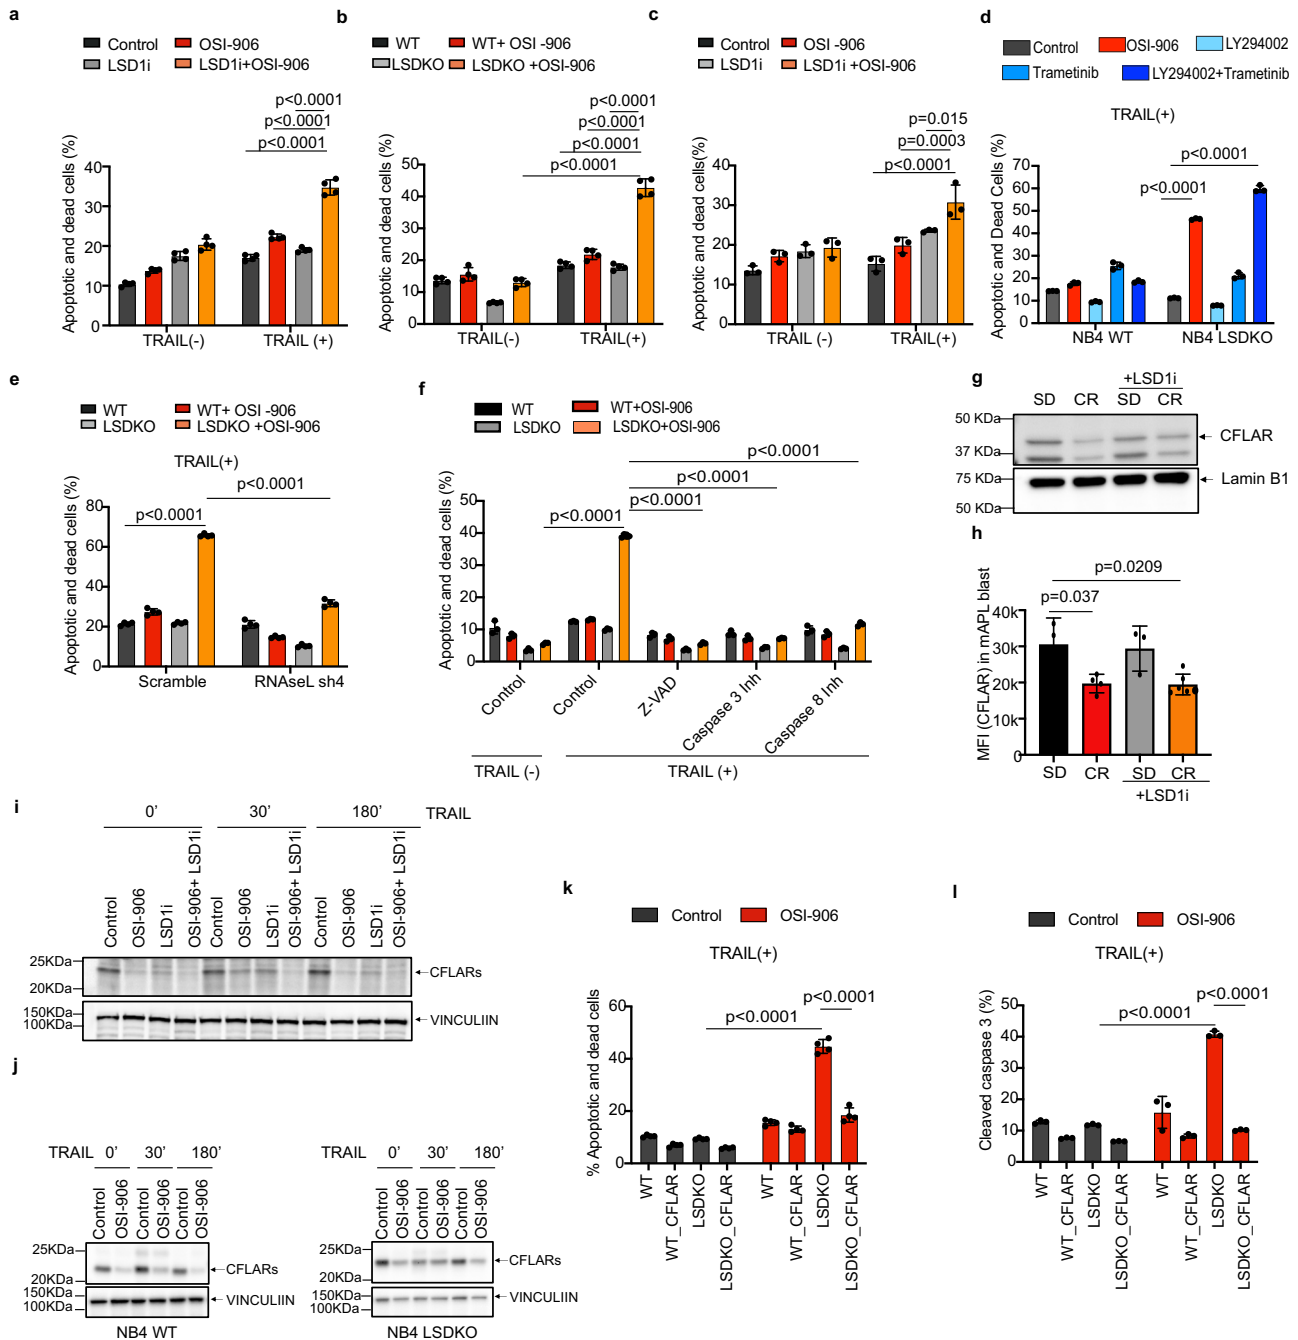 a
Control OSI-906
LSD1i LSD1i+OSI-906
p<0.0001
p<0.0001
p<0.0001
Apoptotic and dead cells (%)
40
30
20
10
0
TRAIL(-) TRAIL (+)
b
WT WT+ OSI -906
LSDKO LSDKO +OSI-906
p<0.0001
p<0.0001
p<0.0001
p<0.0001
Apoptotic and dead cells (%)
50
40
30
20
10
0
TRAIL(-) TRAIL(+)
c
Control OSI -906
LSD1i LSD1i +OSI-906
p=0.015
p=0.0003
p<0.0001
Apoptotic and dead cells(%)
40
30
20
10
0
TRAIL (-) TRAIL(+)
d
Control OSI-906 LY294002
Trametinib LY294002+Trametinib
TRAIL(+)
p<0.0001
p<0.0001
Apoptotic and Dead Cells (%)
70
60
50
40
30
20
10
0
NB4 WT NB4 LSDKO
e
WT WT+ OSI -906
LSDKO LSDKO +OSI-906
TRAIL(+)
p<0.0001
p<0.0001
Apoptotic and dead cells (%)
80
60
40
20
0
Scramble RNAseL sh4
f
WT WT+OSI-906
LSDKO LSDKO+OSI-906
p<0.0001
p<0.0001
p<0.0001
p<0.0001
Apoptotic and dead cells (%)
50
40
30
20
10
0
Control Control Z-VAD Caspase 3 Inh Caspase 8 Inh
TRAIL (-) TRAIL (+)
g
+LSD1i
SD CR SD CR
50 KDa
CFLAR
37 KDa
75 KDa
Lamin B1
50 KDa
h
p=0.0209
p=0.037
MFI (CFLAR) in mAPL blast
40k
30k
20k
10k
0
SD CR SD CR
+LSD1i
i
0' 30' 180' TRAIL
Control OSI-906 LSD1i OSI-906+ LSD1i Control OSI-906 LSD1i OSI-906+ LSD1i Control OSI-906 LSD1i OSI-906+ LSD1i
25KDa
CFLARs
20KDa
150KDa
VINCULIIN
100KDa
j
TRAIL 0' 30' 180'
Control OSI-906 Control OSI-906 Control OSI-906
25KDa
CFLARs
20KDa
150KDa
VINCULIIN
100KDa
NB4 WT
TRAIL 0' 30' 180'
Control OSI-906 Control OSI-906 Control OSI-906
25KDa
CFLARs
20KDa
150KDa
VINCULIIN
100KDa
NB4 LSDKO
k
Control OSI-906
TRAIL(+)
p<0.0001
p<0.0001
% Apoptotic and dead cells
60
40
20
0
WT WT_CFLAR LSDKO LSDKO_CFLAR WT WT_CFLAR LSDKO LSDKO_CFLAR
l
Control OSI-906
TRAIL(+)
p<0.0001
p<0.0001
Cleaved caspase 3 (%)
50
40
30
20
10
0
WT WT_CFLAR LSDKO LSDKO_CFLAR WT WT_CFLAR LSDKO LSDKO_CFLAR